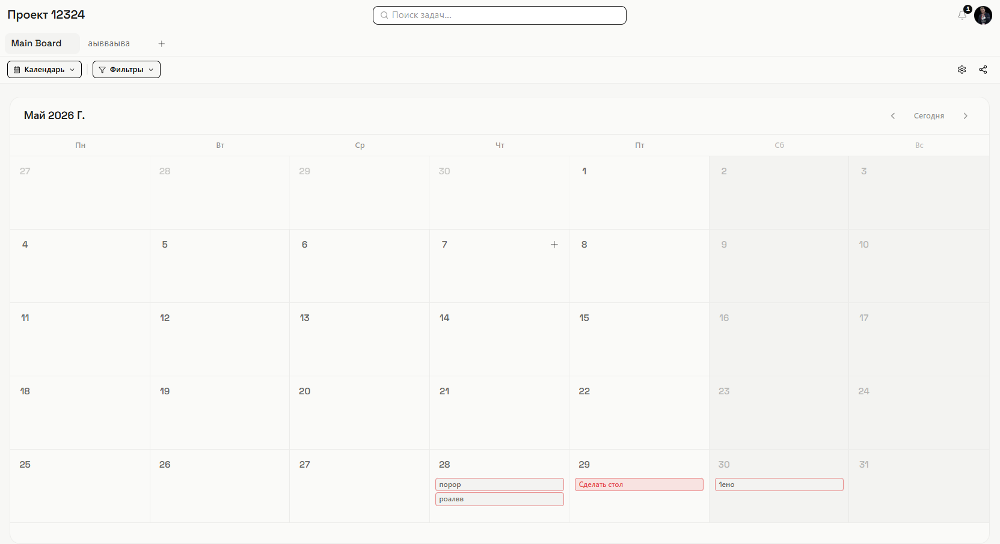 Проект 12324
Поиск задач...
1
Main Board аывваыва
Календарь Фильтры
Май 2026 Г.
Сегодня
Пн Вт Ср Чт Пт Сб Вс
27 28 29 30 1 2 3
4 5 6 7 8 9 10
11 12 13 14 15 16 17
18 19 20 21 22 23 24
25 26 27 28 29 30 31
порор Сделать стол 1ено
роалвв